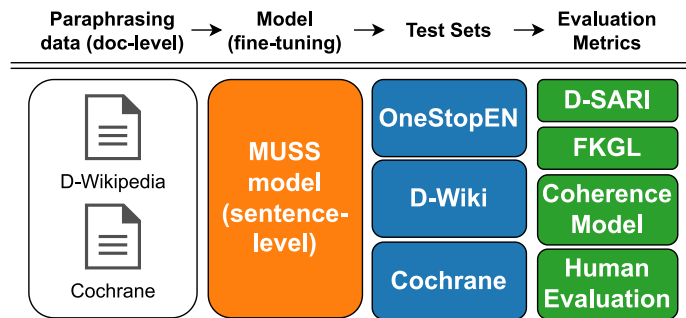 Paraphrasing
data (doc-level)
Model
(fine-tuning)
Test Sets
Evaluation
Metrics
D-Wikipedia
Cochrane
MUSS
model
(sentence-
level)
OneStopEN
D-Wiki
Cochrane
D-SARI
FKGL
Coherence
Model
Human
Evaluation